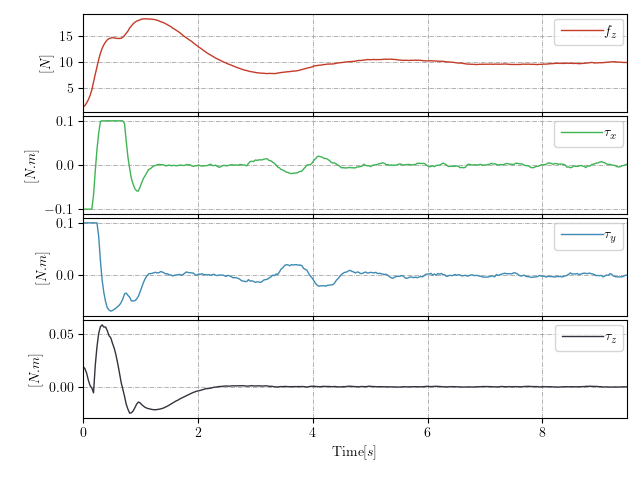 [N]
15
10
5
f_z
[N.m]
0.1
0.0
−0.1
τ_x
[N.m]
0.1
0.0
τ_y
[N.m]
0.05
0.00
τ_z
0 2 4 6 8
Time[s]